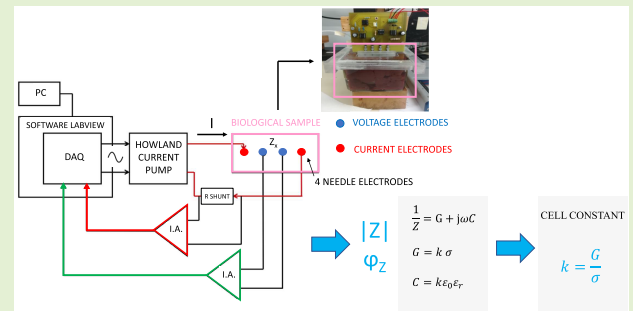 PC
SOFTWARE LABVIEW
DAQ
HOWLAND
CURRENT
PUMP
I
BIOLOGICAL SAMPLE
Zx
VOLTAGE ELECTRODES
CURRENT ELECTRODES
4 NEEDLE ELECTRODES
R SHUNT
I.A.
I.A.
|Z|
φZ
1/Z = G + jωC
G = k σ
C = kε0εr
CELL CONSTANT
k = G/σ